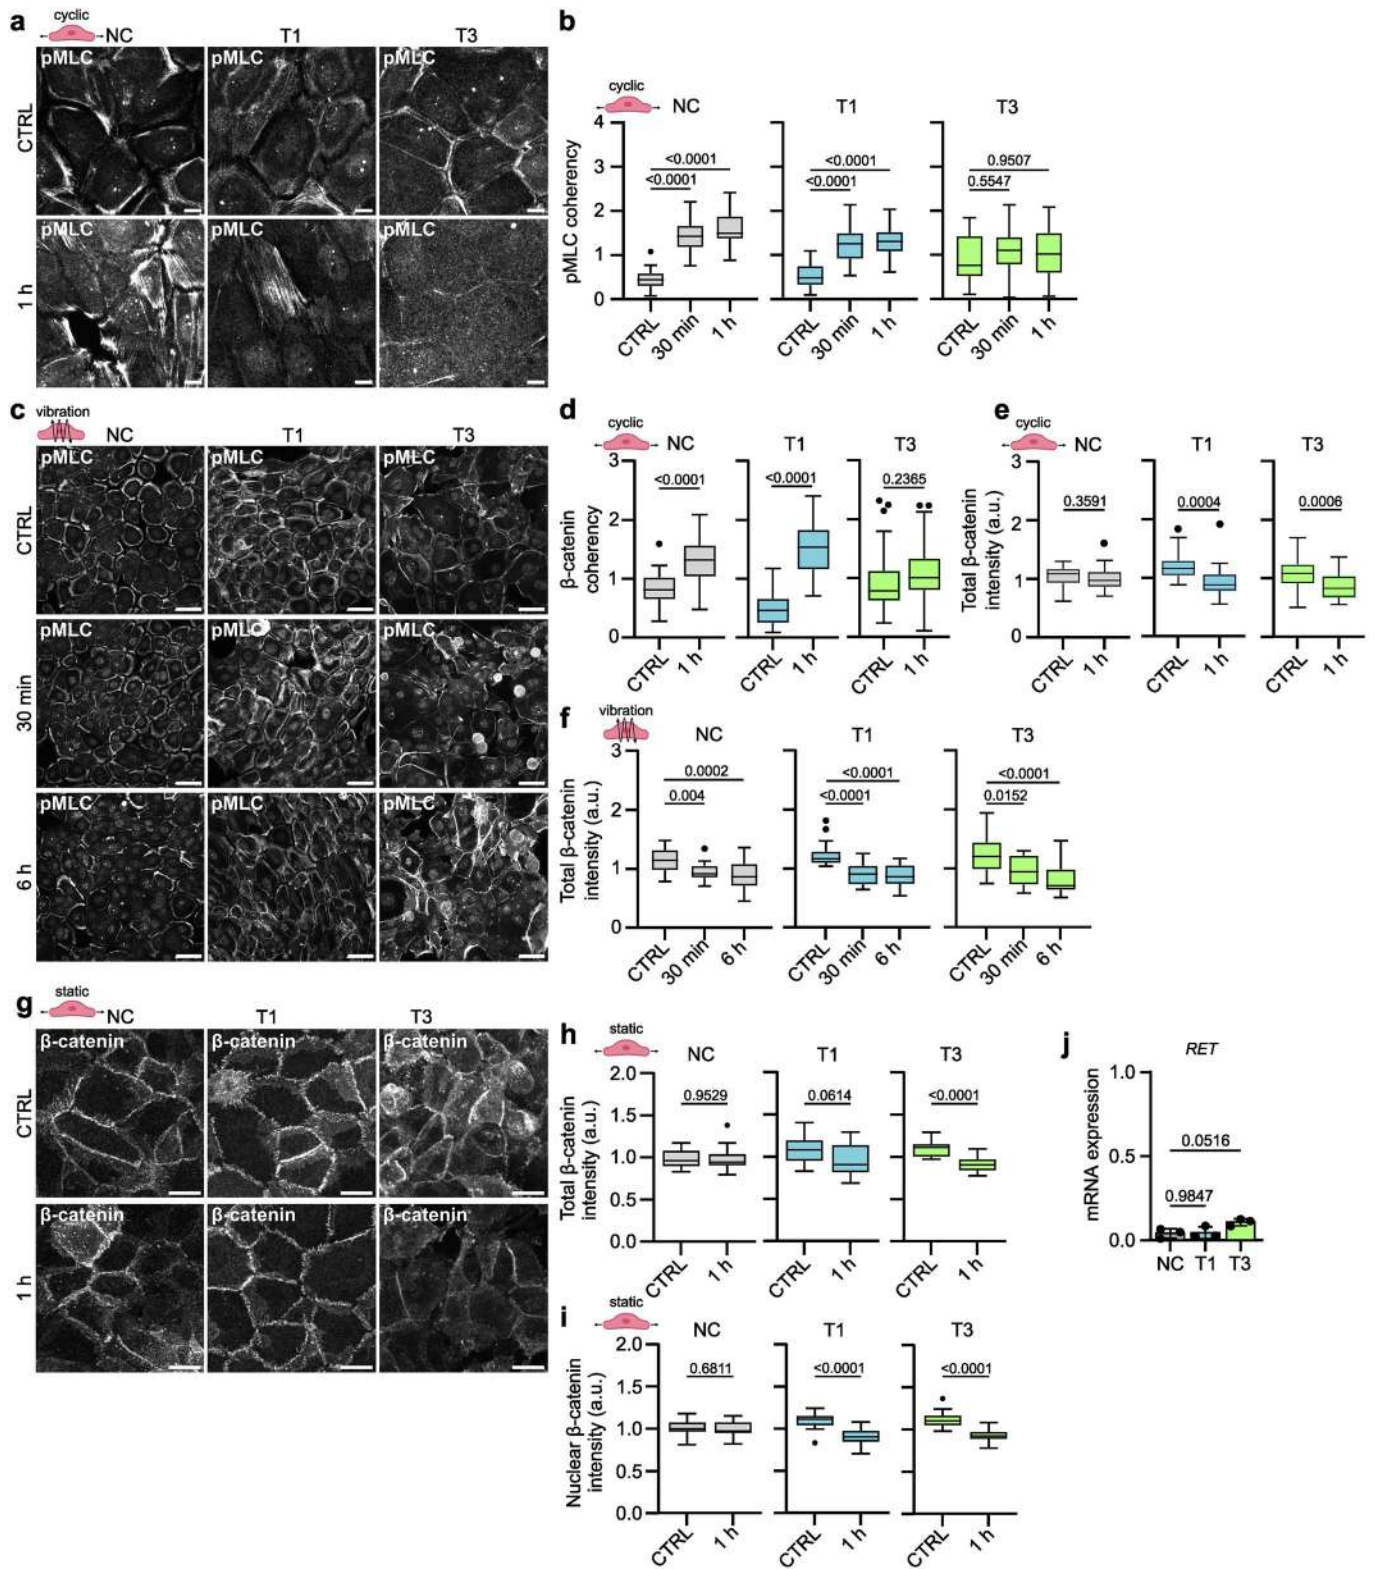 a
cyclic
NC T1 T3
CTRL
pMLC pMLC pMLC
1 h
pMLC pMLC pMLC
b
cyclic
NC T1 T3
pMLC coherency
4
3
2
1
0
<0.0001 <0.0001 0.9507
<0.0001 <0.0001 0.5547
CTRL 30 min 1 h CTRL 30 min 1 h CTRL 30 min 1 h
c
vibration
NC T1 T3
CTRL
pMLC pMLC pMLC
30 min
pMLC pMLC pMLC
6 h
pMLC pMLC pMLC
d
cyclic
NC T1 T3
β-catenin
coherency
3
2
1
0
<0.0001 <0.0001 0.2365
CTRL 1 h CTRL 1 h CTRL 1 h
e
cyclic
NC T1 T3
Total β-catenin
intensity (a.u.)
3
2
1
0
0.3591 0.0004 0.0006
CTRL 1 h CTRL 1 h CTRL 1 h
f
vibration
NC T1 T3
Total β-catenin
intensity (a.u.)
3
2
1
0
0.0002 <0.0001 <0.0001
0.004 <0.0001 0.0152
CTRL 30 min 6 h CTRL 30 min 6 h CTRL 30 min 6 h
g
static
NC T1 T3
CTRL
β-catenin β-catenin β-catenin
1 h
β-catenin β-catenin β-catenin
h
static
NC T1 T3
Total β-catenin
intensity (a.u.)
2.0
1.5
1.0
0.5
0.0
0.9529 0.0614 <0.0001
CTRL 1 h CTRL 1 h CTRL 1 h
i
static
NC T1 T3
Nuclear β-catenin
intensity (a.u.)
2.0
1.5
1.0
0.5
0.0
0.6811 <0.0001 <0.0001
CTRL 1 h CTRL 1 h CTRL 1 h
j
RET
mRNA expression
1.0
0.5
0.0
0.0516
0.9847
NC T1 T3